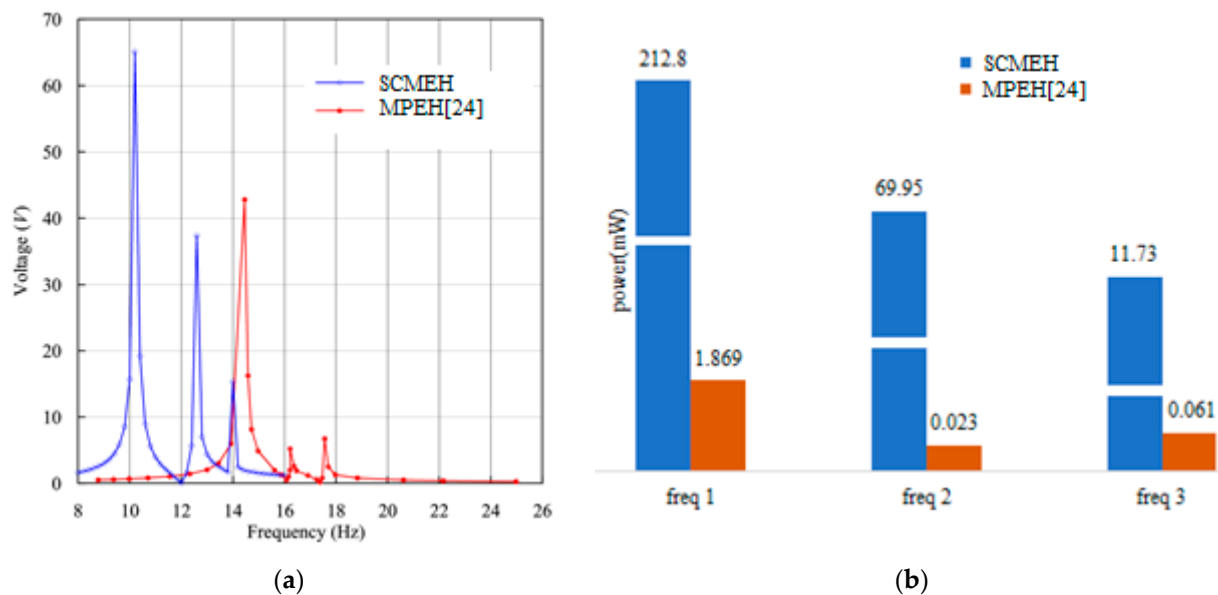 70
60
50
40
30
20
10
0
Voltage (V)
8 10 12 14 16 18 20 22 24 26
Frequency (Hz)
SCMEH
MPEH[24]
(a)
power(mW)
SCMEH
MPEH[24]
212.8
1.869
69.95
0.023
11.73
0.061
freq 1 freq 2 freq 3
(b)